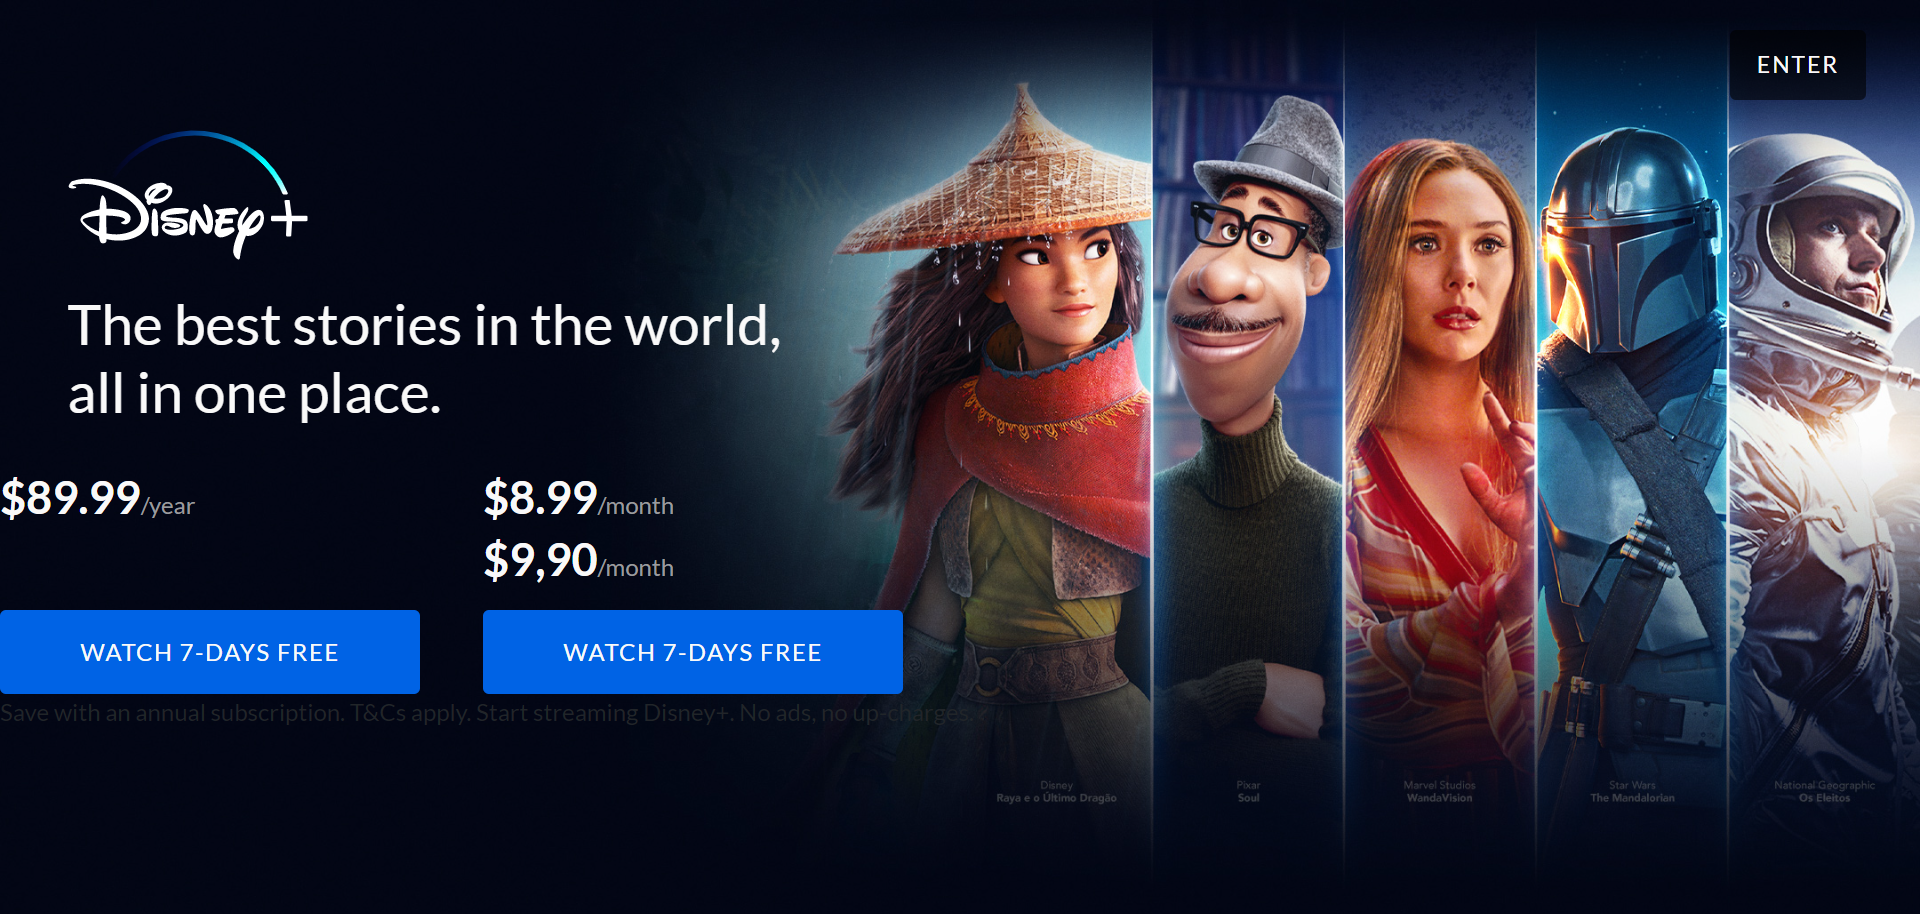 ENTER
Disney+
The best stories in the world,
all in one place.
$89.99/year
$8.99/month
$9,90/month
WATCH 7-DAYS FREE
WATCH 7-DAYS FREE
Save with an annual subscription. T&Cs apply. Start streaming Disney+. No ads, no up-charges.
Disney
Raya e o Último Dragão
Pixar
Soul
Marvel Studios
WandaVision
Star Wars
The Mandalorian
National Geographic
Os Eleitos